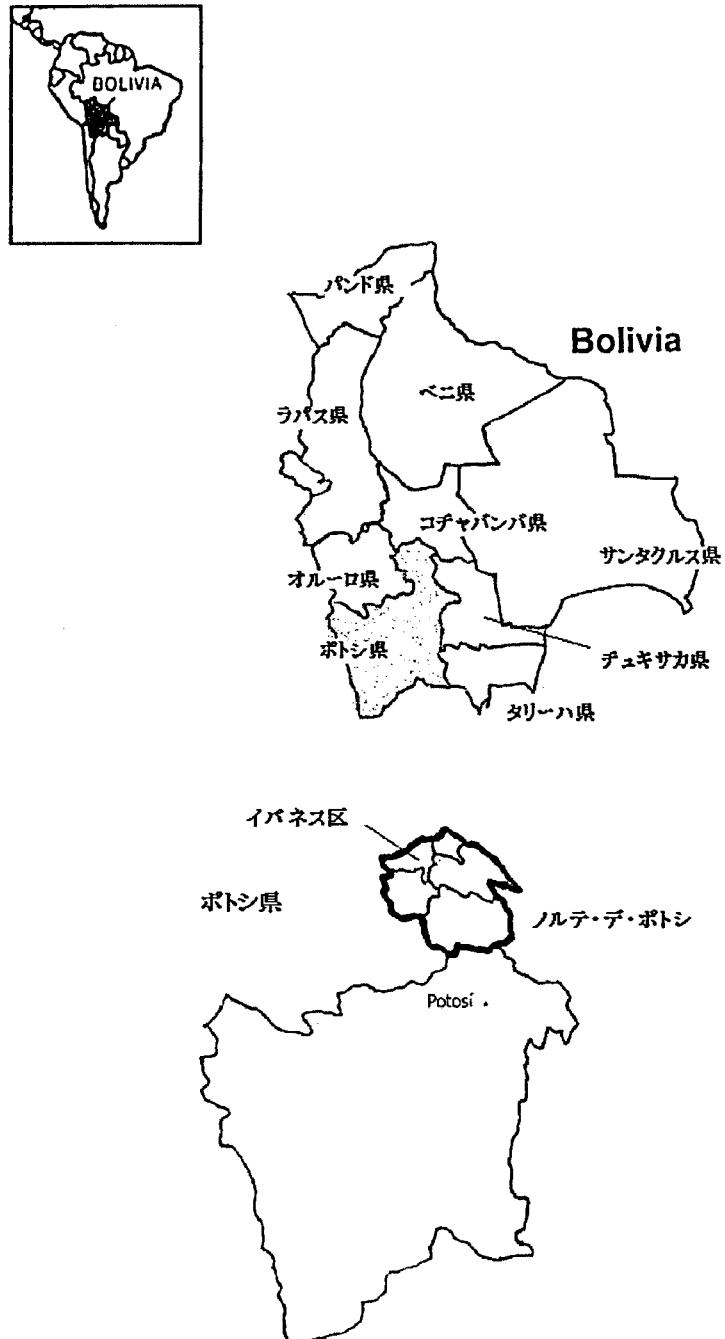 BOLIVIA
パンド県
Bolivia
ベニ県
ラパス県
コチャバンバ県
サンタクルス県
オルーロ県
ポトシ県
チュキサカ県
タリーハ県
イバネス区
ポトシ県
ノルテ・デ・ポトシ
Potosí